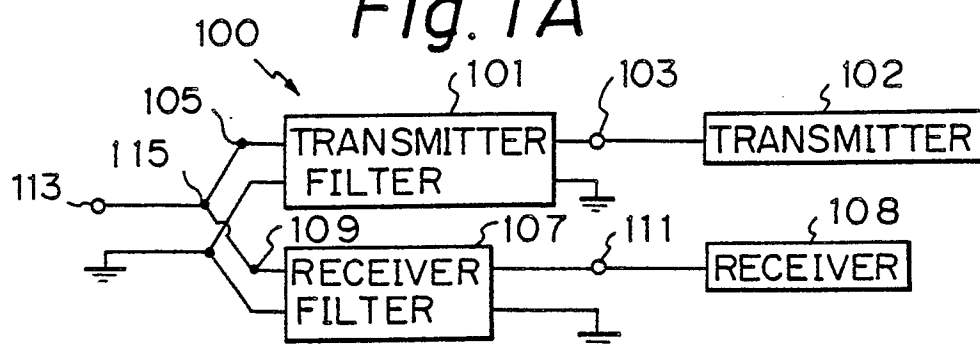 Fig. 1A
100
101
103
102
105
TRANSMITTER
FILTER
TRANSMITTER
115
113
109
107
111
108
RECEIVER
FILTER
RECEIVER